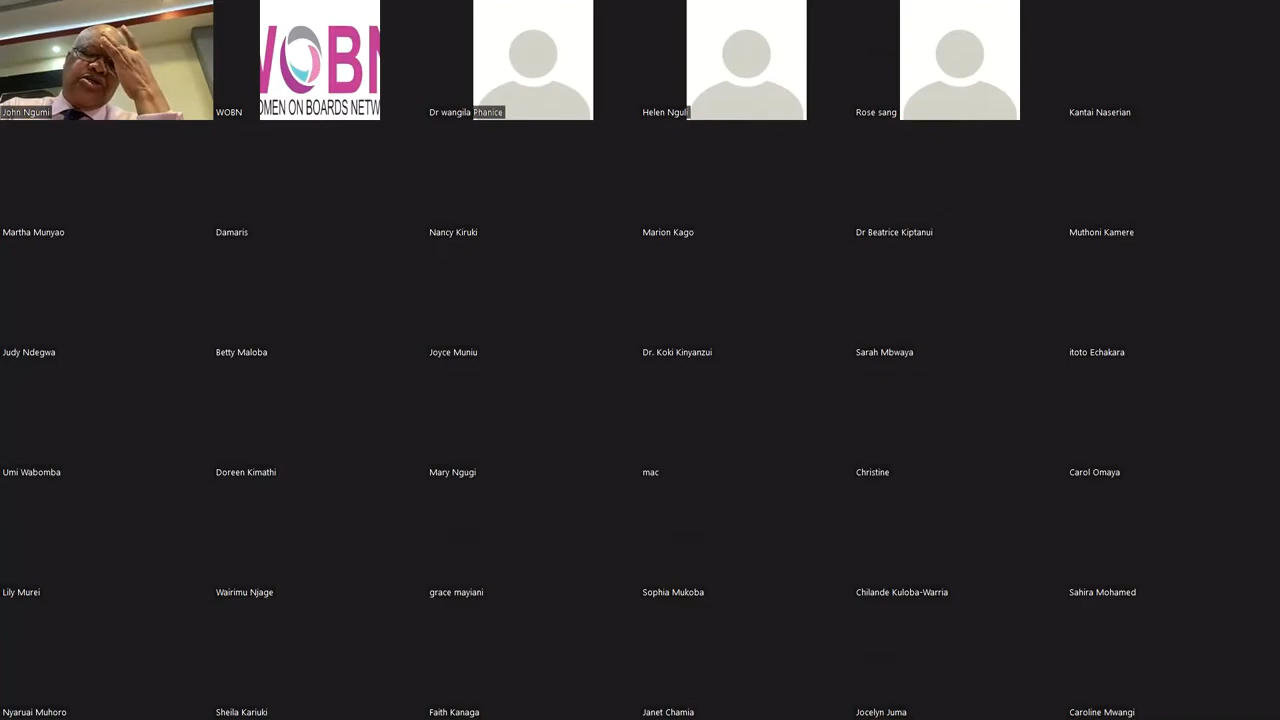 WOBN
WOMEN ON BOARDS NETW
John Ngumi
WOBN
Dr wangila Phanice
Helen Nguli
Rose sang
Kantai Naserian
Martha Munyao
Damaris
Nancy Kiruki
Marion Kago
Dr Beatrice Kiptanui
Muthoni Kamere
Judy Ndegwa
Betty Maloba
Joyce Muniu
Dr. Koki Kinyanzui
Sarah Mbwaya
itoto Echakara
Umi Wabomba
Doreen Kimathi
Mary Ngugi
mac
Christine
Carol Omaya
Lily Murei
Wairimu Njage
grace mayiani
Sophia Mukoba
Chilande Kuloba-Warria
Sahira Mohamed
Nyaruai Muhoro
Sheila Kariuki
Faith Kanaga
Janet Chamia
Jocelyn Juma
Caroline Mwangi